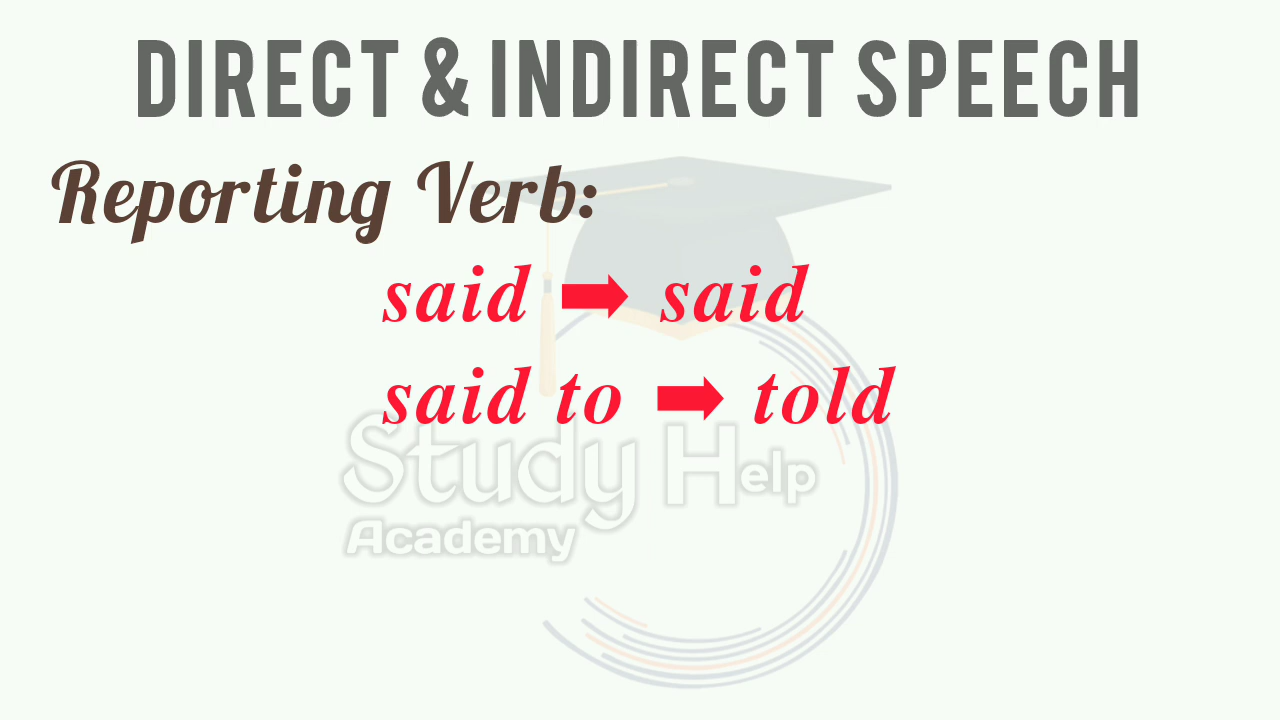 DIRECT & INDIRECT SPEECH
Reporting Verb:
said ➡ said
said to ➡ told
Study Help
Academy